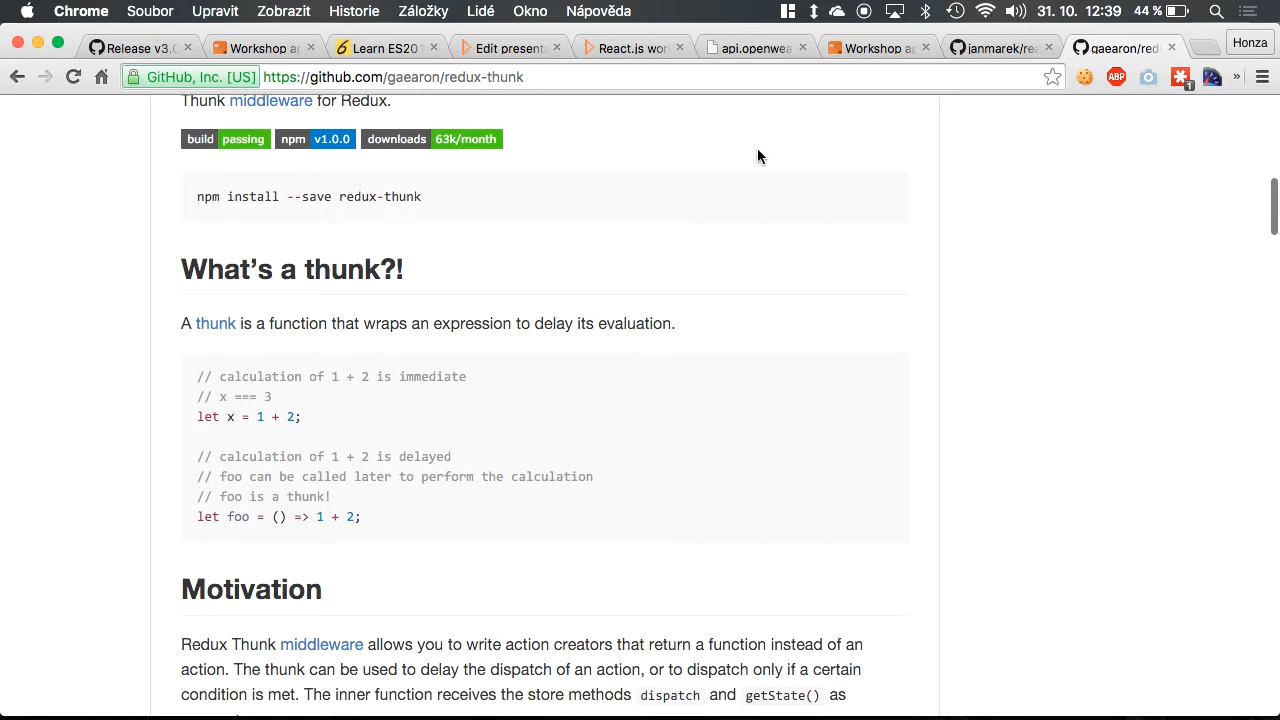 Chrome Soubor Upravit Zobrazit Historie Záložky Lidé Okno Nápověda 31. 10. 12:39 44 %
Release v3. Workshop ap Learn ES201 Edit present React.js wor api.openwea Workshop ap janmarek/rea gaearon/red Honza
GitHub, Inc. [US] https://github.com/gaearon/redux-thunk ABP 1 »
Thunk middleware for Redux.
build passing npm v1.0.0 downloads 63k/month
npm install --save redux-thunk
What’s a thunk?!
A thunk is a function that wraps an expression to delay its evaluation.
// calculation of 1 + 2 is immediate
// x === 3
let x = 1 + 2;
// calculation of 1 + 2 is delayed
// foo can be called later to perform the calculation
// foo is a thunk!
let foo = () => 1 + 2;
Motivation
Redux Thunk middleware allows you to write action creators that return a function instead of an
action. The thunk can be used to delay the dispatch of an action, or to dispatch only if a certain
condition is met. The inner function receives the store methods dispatch and getState() as